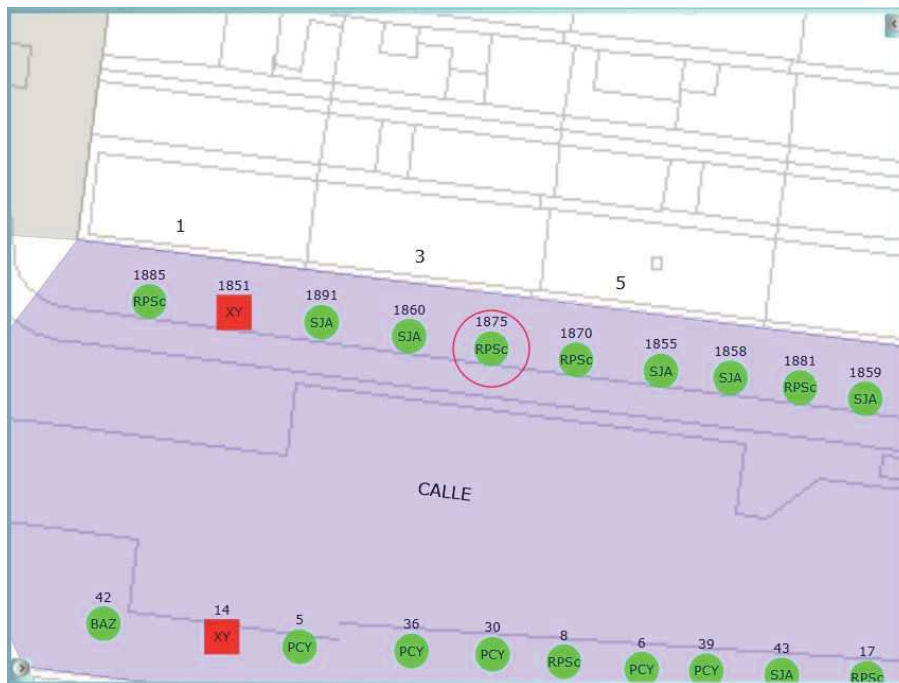 1
3
5
1885
RPSc
1851
XY
1891
SJA
1860
SJA
1875
RPSc
1870
RPSc
1855
SJA
1858
SJA
1881
RPSc
1859
SJA
CALLE
42
BAZ
14
XY
5
PCY
36
PCY
30
PCY
8
RPSc
6
PCY
39
PCY
43
SJA
17
RPSc